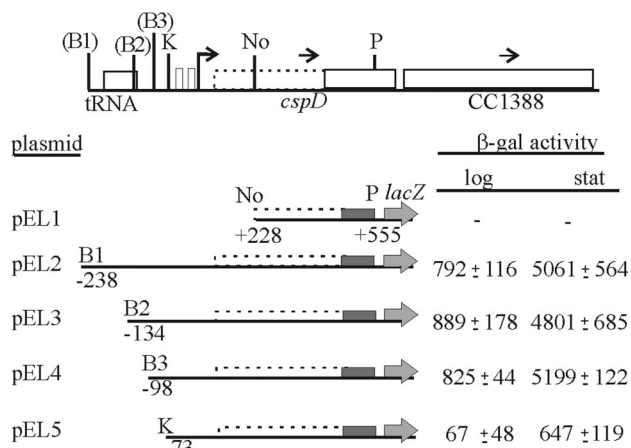 (B1) (B2) (B3) K No P
tRNA cspD CC1388
plasmid β-gal activity
log stat
No P lacZ
pEL1 - -
+228 +555
pEL2 B1 792 ± 116 5061 ± 564
-238
pEL3 B2 889 ± 178 4801 ± 685
-134
pEL4 B3 825 ± 44 5199 ± 122
-98
pEL5 K 67 ± 48 647 ± 119
-73